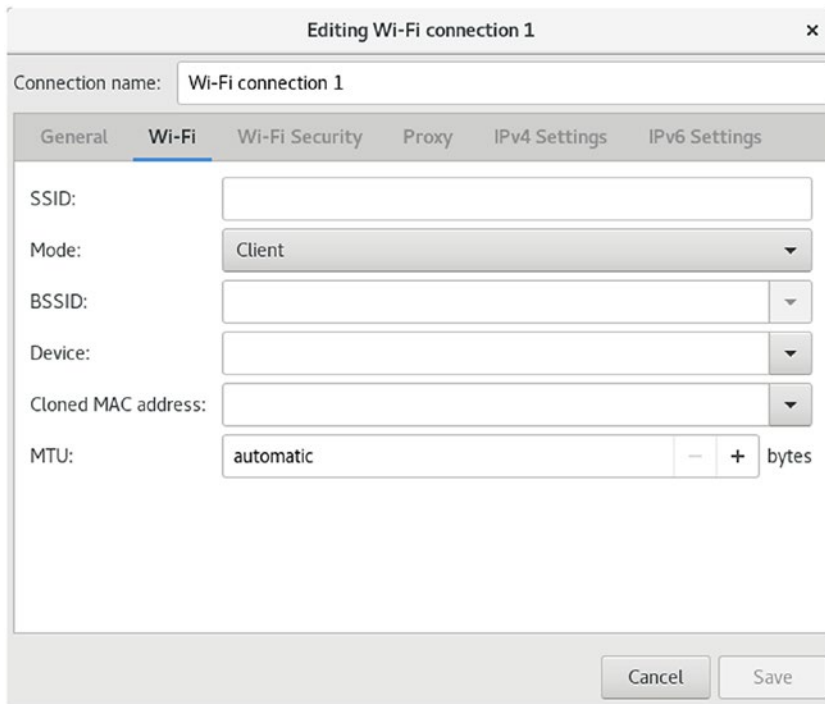 Editing Wi-Fi connection 1 ×
Connection name: Wi-Fi connection 1
General Wi-Fi Wi-Fi Security Proxy IPv4 Settings IPv6 Settings
SSID:
Mode: Client
BSSID:
Device:
Cloned MAC address:
MTU: automatic − + bytes
Cancel Save